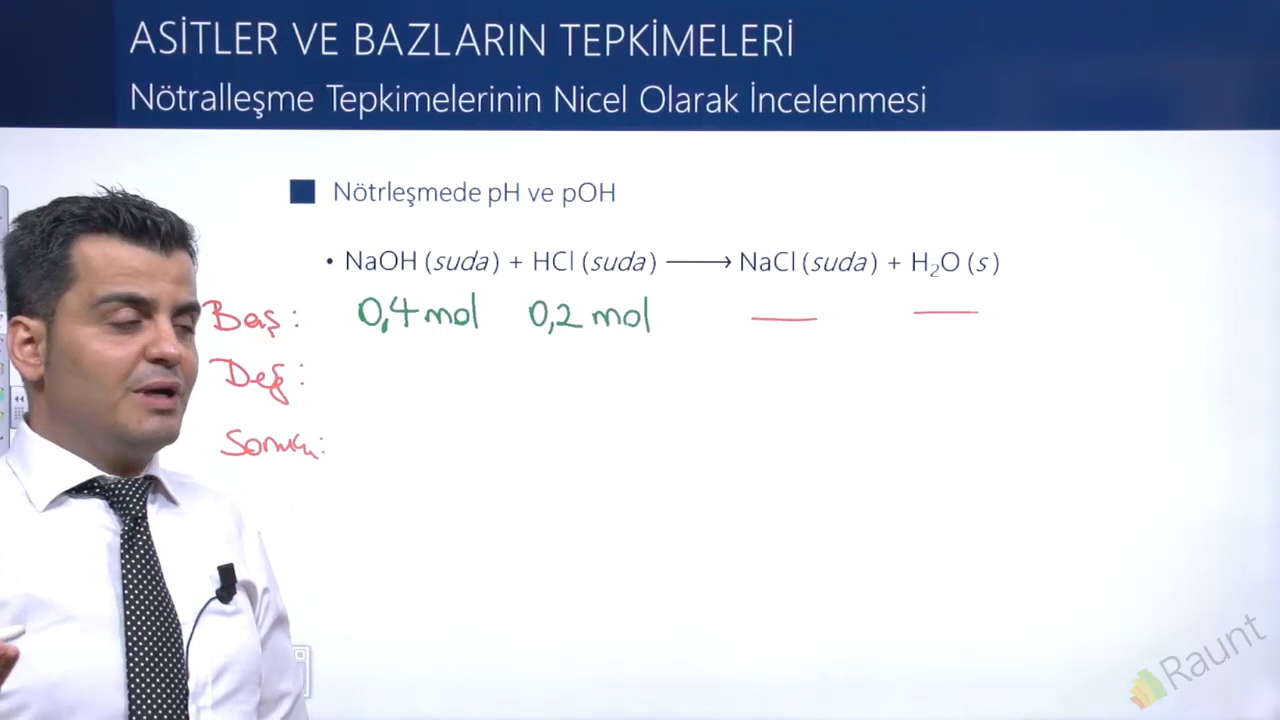 ASİTLER VE BAZLARIN TEPKİMELERİ
Nötralleşme Tepkimelerinin Nicel Olarak İncelenmesi
Nötrleşmede pH ve pOH
• NaOH (suda) + HCl (suda) ⟶ NaCl (suda) + H₂O (s)
Baş: 0,4 mol 0,2 mol — —
Değ:
Sonuç:
Raunt